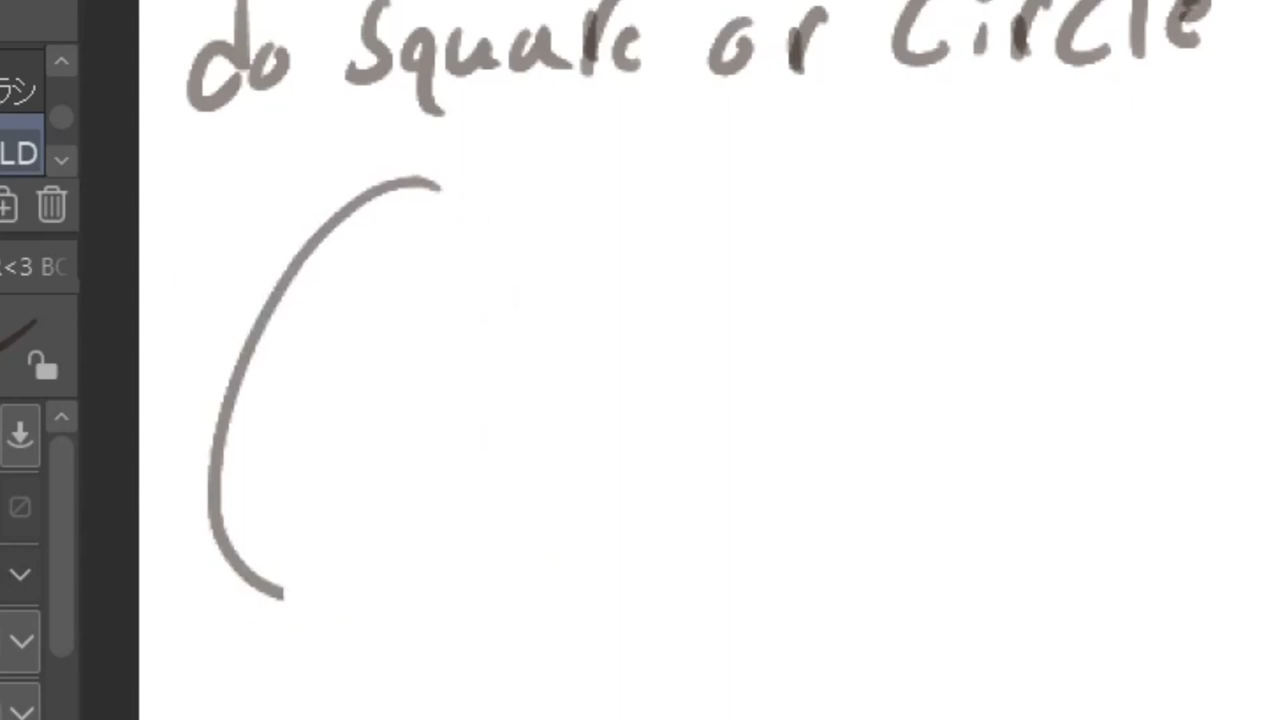 do Square or Circle
ラシ
LD
<3 BC